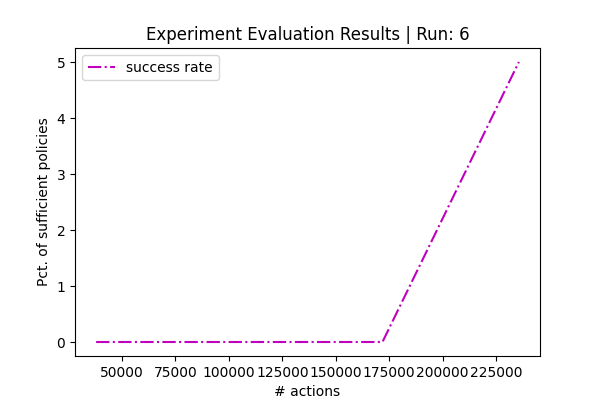 Experiment Evaluation Results | Run: 6
success rate
Pct. of sufficient policies
5
4
3
2
1
0
50000 75000 100000 125000 150000 175000 200000 225000
# actions